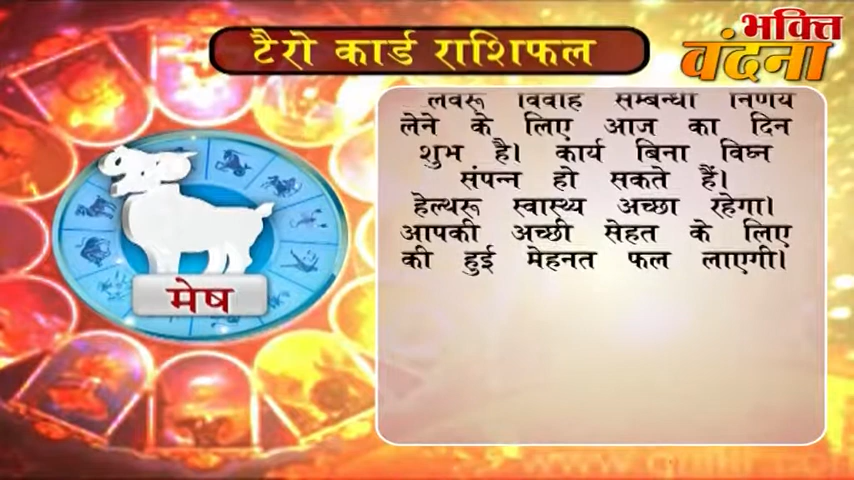 टैरो कार्ड राशिफल
भक्ति
वंदना
लवरू विवाह सम्बन्धी निर्णय
लेने के लिए आज का दिन
शुभ है। कार्य बिना विघ्न
संपन्न हो सकते हैं।
हेल्थरू स्वास्थ्य अच्छा रहेगा।
आपकी अच्छी सेहत के लिए
की हुई मेहनत फल लाएगी।
मेष